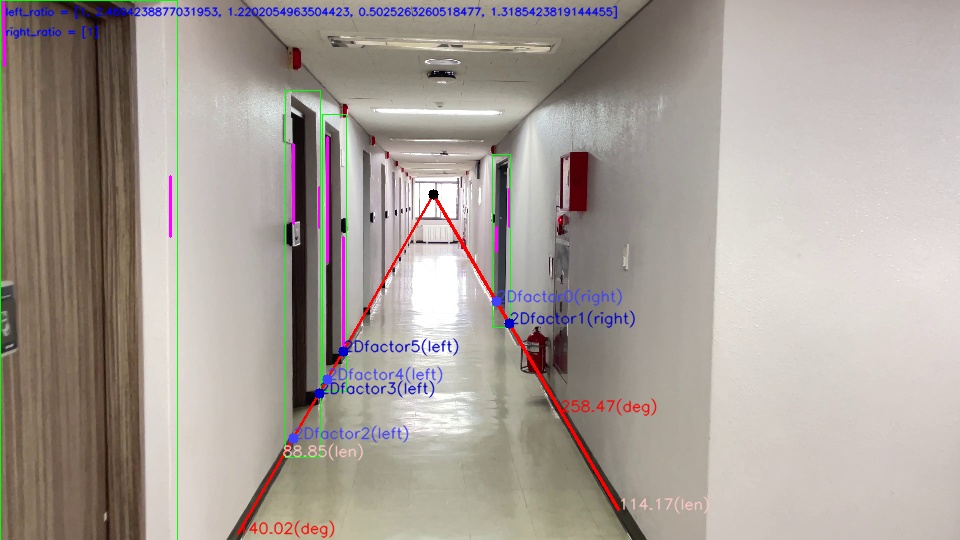 left_ratio = [1, 2.4654238877031953, 1.2202054963504423, 0.5025263260518477, 1.3185423819144455]
right_ratio = [1]
2Dfactor0(right)
2Dfactor1(right)
2Dfactor5(left)
2Dfactor4(left)
2Dfactor3(left)
258.47(deg)
2Dfactor2(left)
88.85(len)
114.17(len)
40.02(deg)